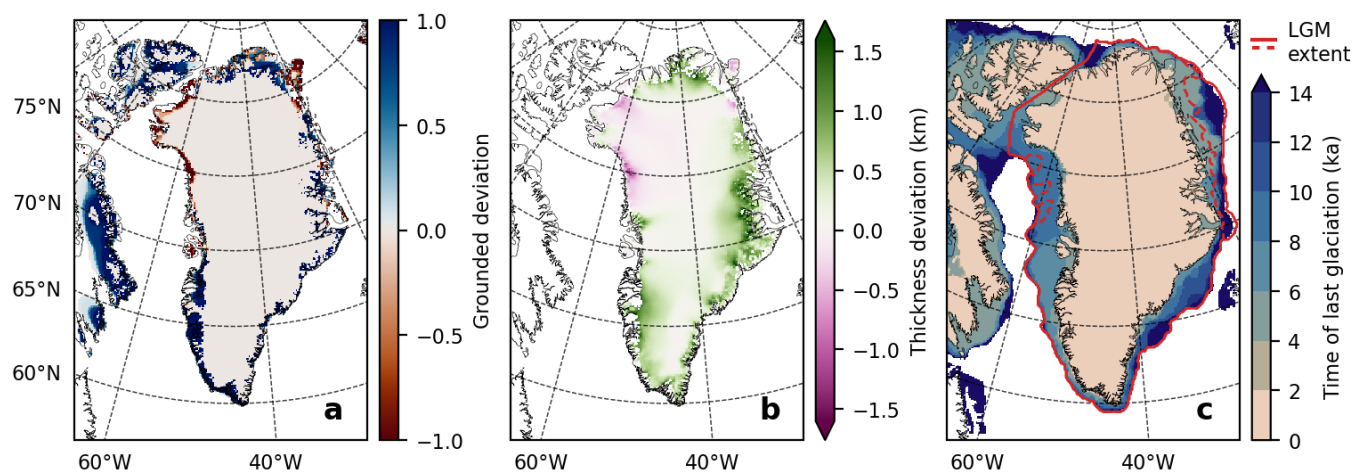 75°N
70°N
65°N
60°N
60°W
40°W
a
1.0
0.5
0.0
−0.5
−1.0
Grounded deviation
60°W
40°W
b
1.5
1.0
0.5
0.0
−0.5
−1.0
−1.5
Thickness deviation (km)
60°W
40°W
c
LGM
extent
14
12
10
8
6
4
2
0
Time of last glaciation (ka)